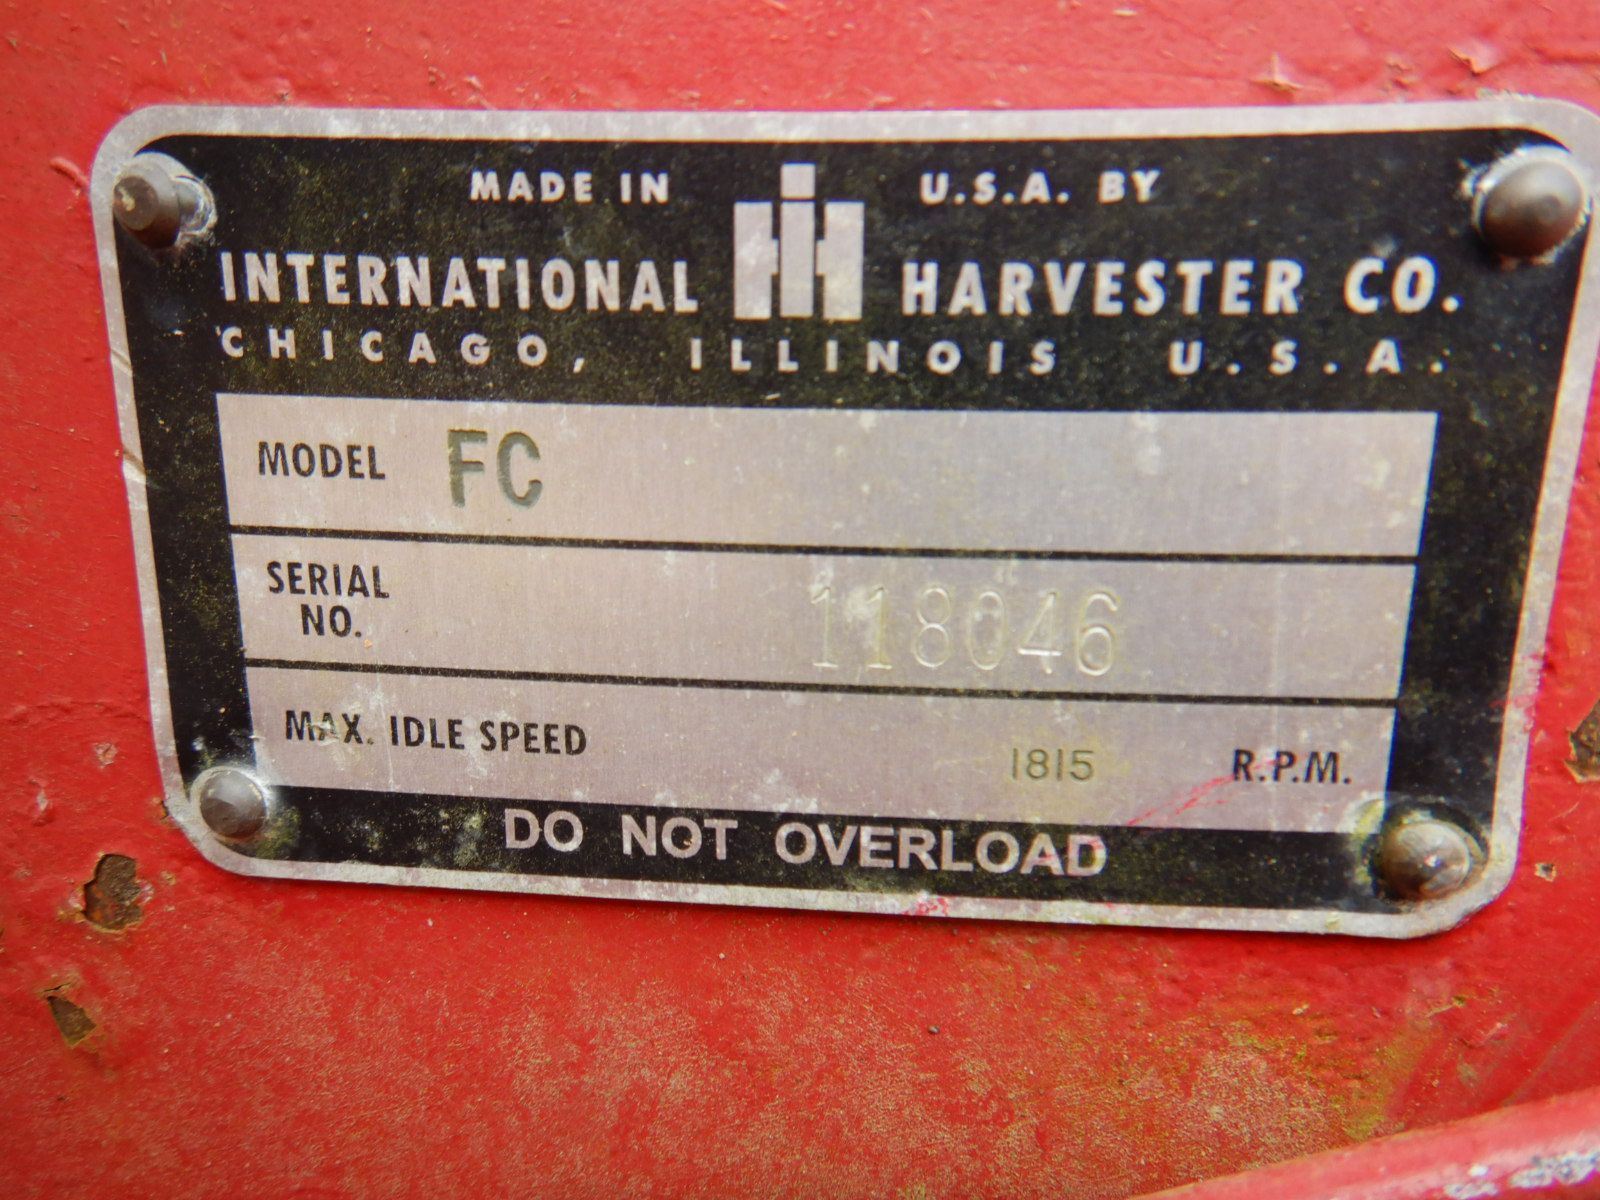 MADE IN IH U.S.A. BY
INTERNATIONAL HARVESTER CO.
CHICAGO, ILLINOIS U.S.A.
MODEL FC
SERIAL NO. 118046
MAX. IDLE SPEED 1815 R.P.M.
DO NOT OVERLOAD